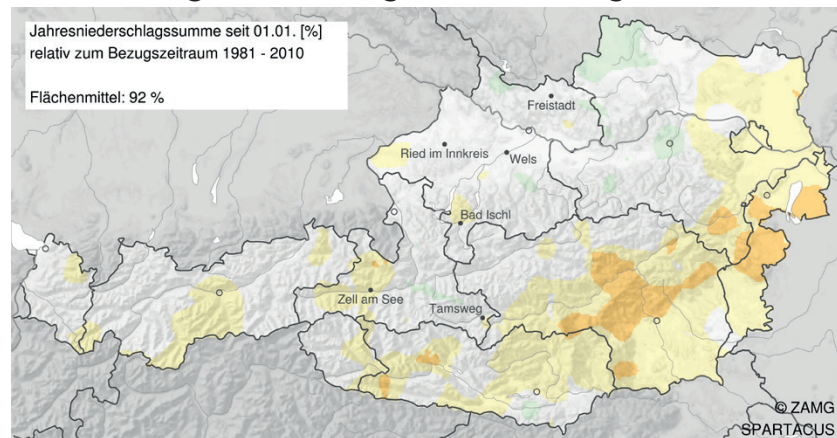 Jahresniederschlagssumme seit 01.01. [%]
relativ zum Bezugszeitraum 1981 - 2010
Flächenmittel: 92 %
Freistadt
Ried im Innkreis
Wels
Bad Ischl
Zell am See
Tamsweg
© ZAMG
SPARTACUS